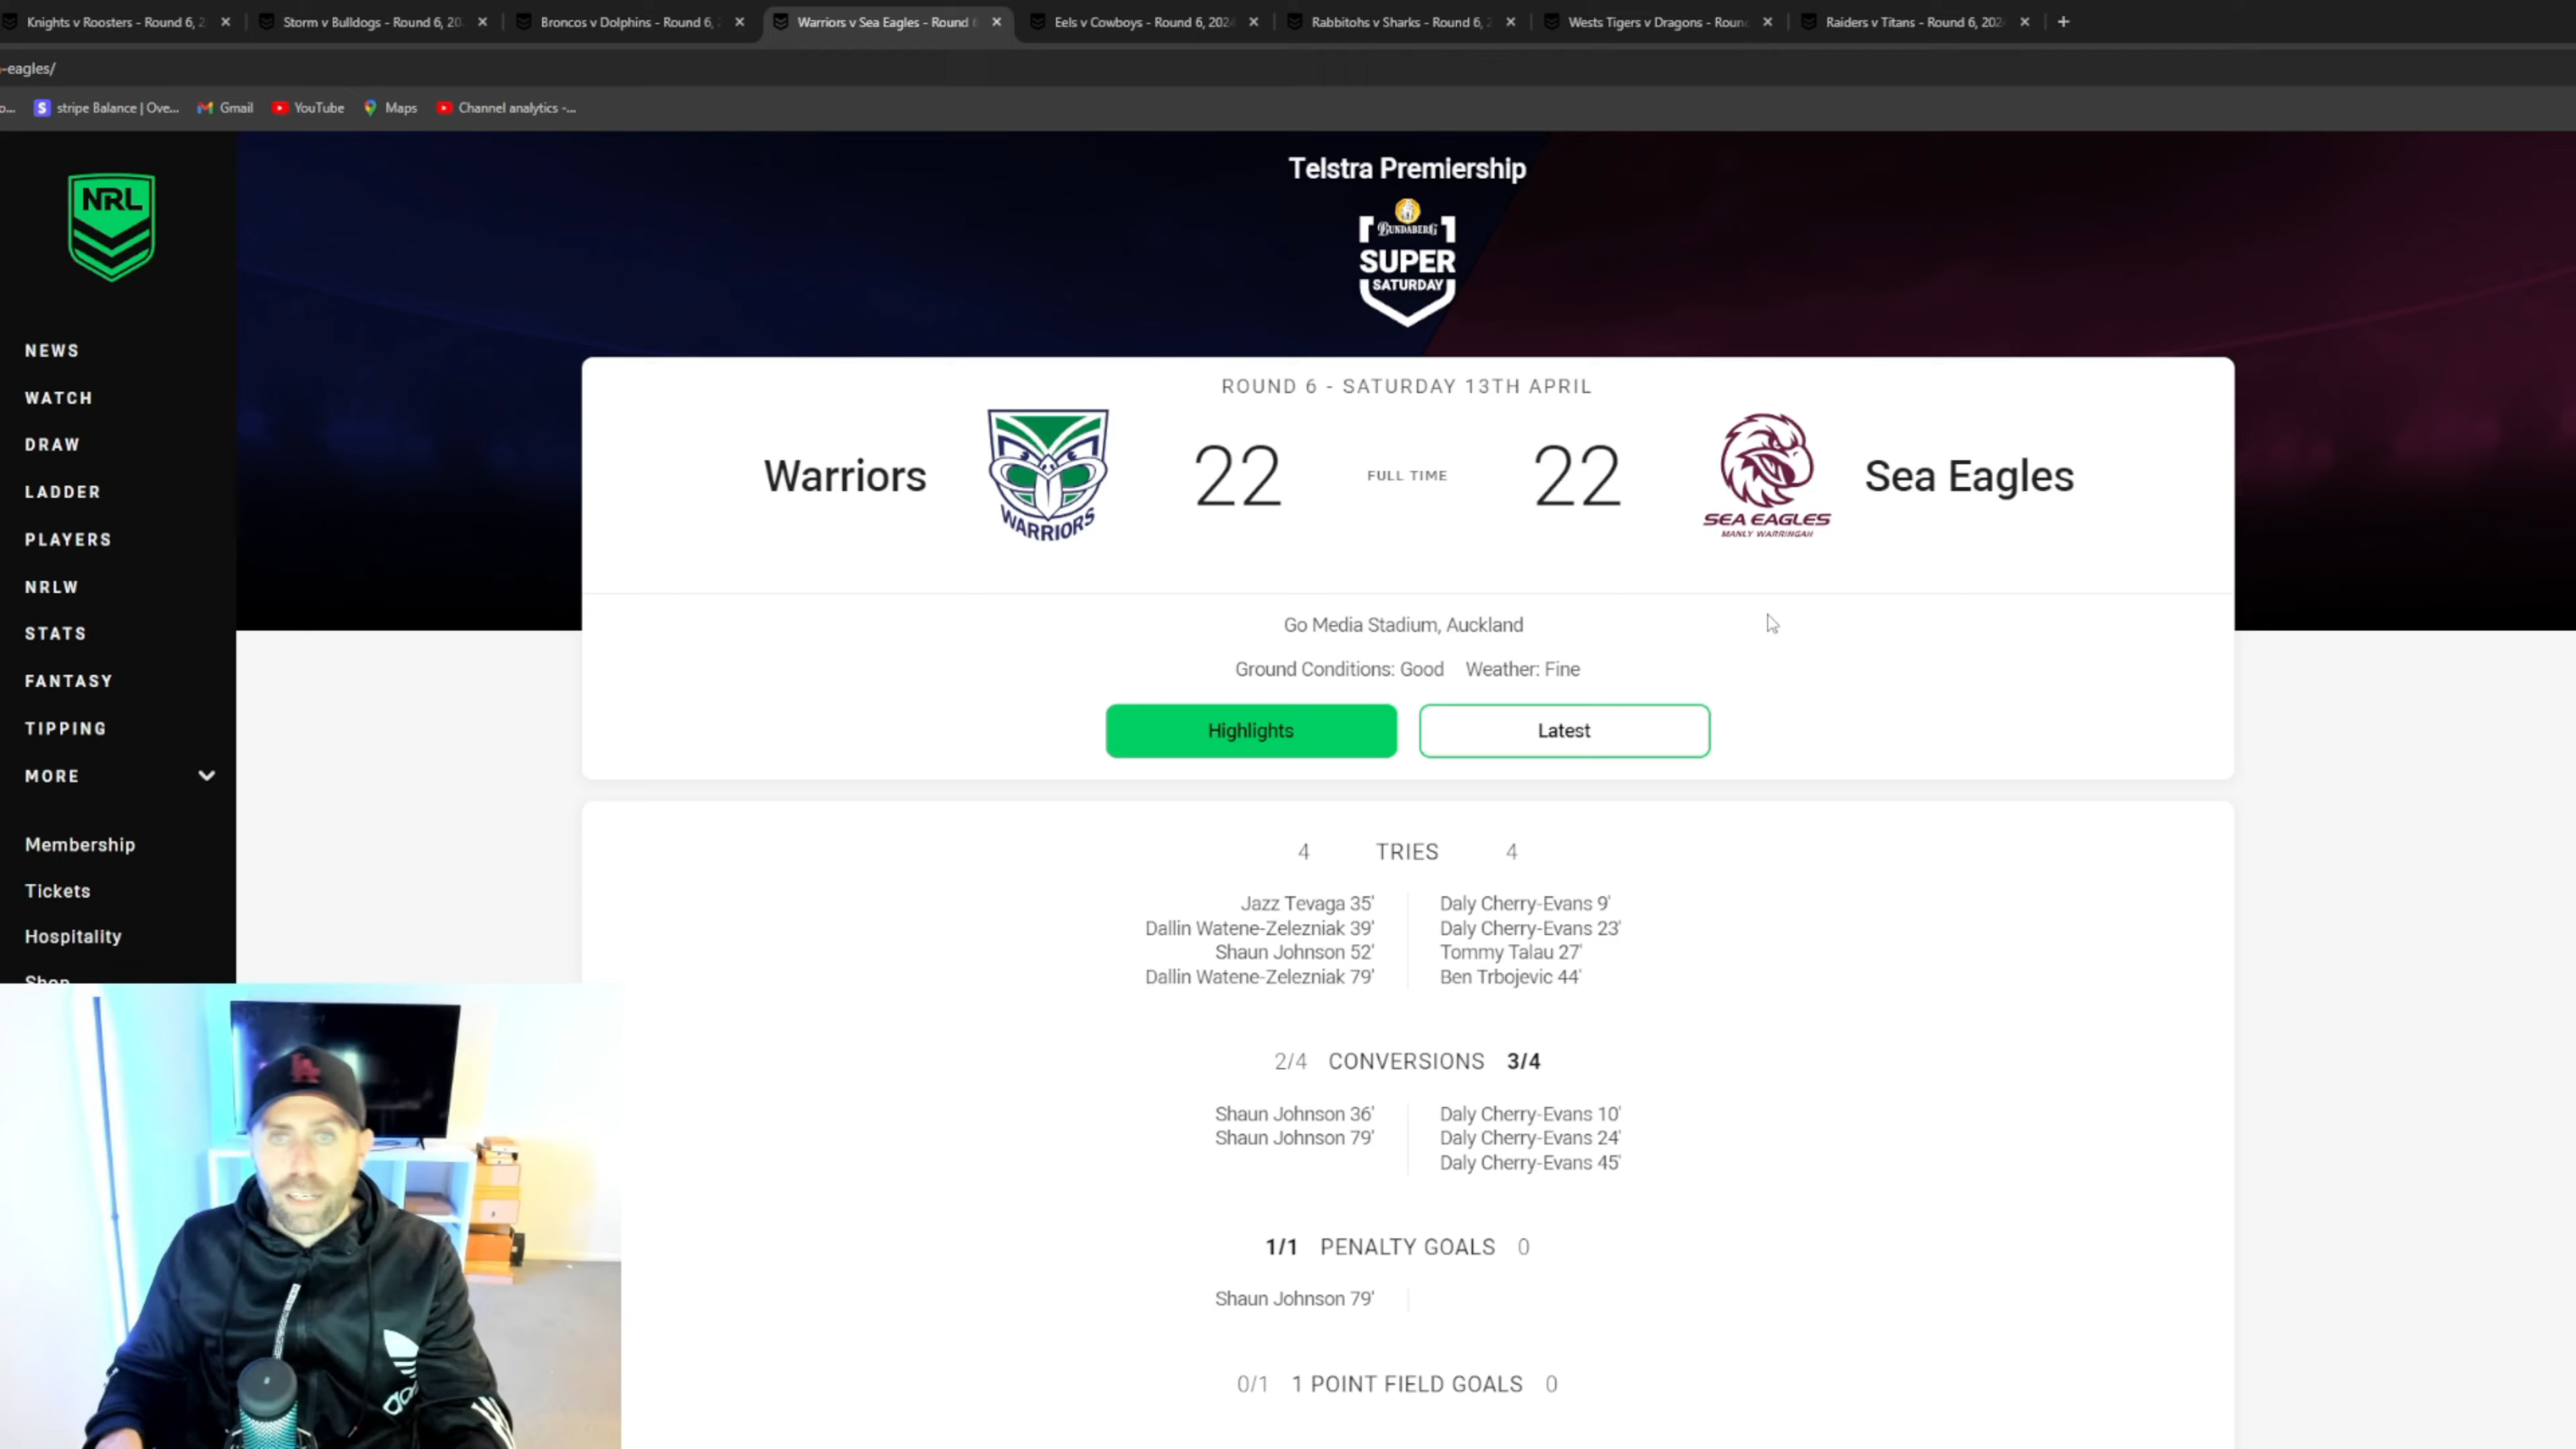 Knights v Roosters - Round 6, 2
Storm v Bulldogs - Round 6, 20
Broncos v Dolphins - Round 6,
Warriors v Sea Eagles - Round 6
Eels v Cowboys - Round 6, 2024
Rabbitohs v Sharks - Round 6, 2
Wests Tigers v Dragons - Roun
Raiders v Titans - Round 6, 202
-eagles/
o...
S
stripe Balance | Ove...
Gmail
YouTube
Maps
Channel analytics -...
NRL
NEWS
WATCH
DRAW
LADDER
PLAYERS
NRLW
STATS
FANTASY
TIPPING
MORE
Membership
Tickets
Hospitality
Shop
Telstra Premiership
BUNDABERG
SUPER
SATURDAY
ROUND 6 - SATURDAY 13TH APRIL
Warriors
WARRIORS
22
FULL TIME
22
SEA EAGLES
MANLY WARRINGAH
Sea Eagles
Go Media Stadium, Auckland
Ground Conditions: Good Weather: Fine
Highlights
Latest
4 TRIES 4
Jazz Tevaga 35' Daly Cherry-Evans 9'
Dallin Watene-Zelezniak 39' Daly Cherry-Evans 23'
Shaun Johnson 52' Tommy Talau 27'
Dallin Watene-Zelezniak 79' Ben Trbojevic 44'
2/4 CONVERSIONS 3/4
Shaun Johnson 36' Daly Cherry-Evans 10'
Shaun Johnson 79' Daly Cherry-Evans 24'
Daly Cherry-Evans 45'
1/1 PENALTY GOALS 0
Shaun Johnson 79'
0/1 1 POINT FIELD GOALS 0
LA
adidas